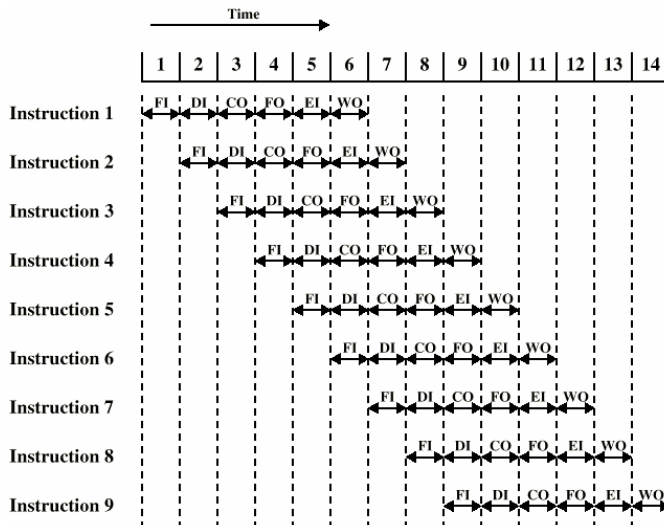 Time
1 2 3 4 5 6 7 8 9 10 11 12 13 14
Instruction 1 FI DI CO FO EI WO
Instruction 2 FI DI CO FO EI WO
Instruction 3 FI DI CO FO EI WO
Instruction 4 FI DI CO FO EI WO
Instruction 5 FI DI CO FO EI WO
Instruction 6 FI DI CO FO EI WO
Instruction 7 FI DI CO FO EI WO
Instruction 8 FI DI CO FO EI WO
Instruction 9 FI DI CO FO EI WO